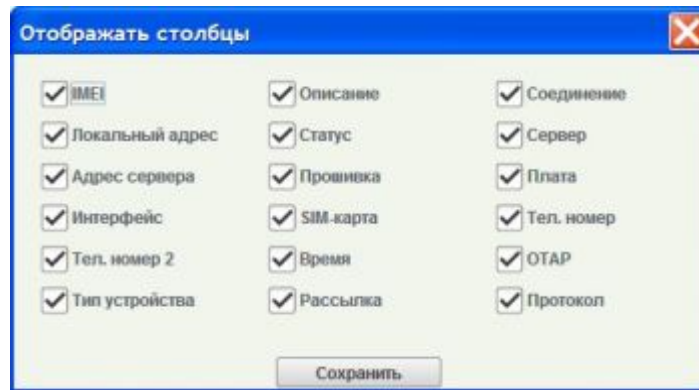 Отображать столбцы
IMEI Описание Соединение
Локальный адрес Статус Сервер
Адрес сервера Прошивка Плата
Интерфейс SIM-карта Тел. номер
Тел. номер 2 Время OTAP
Тип устройства Рассылка Протокол
Сохранить